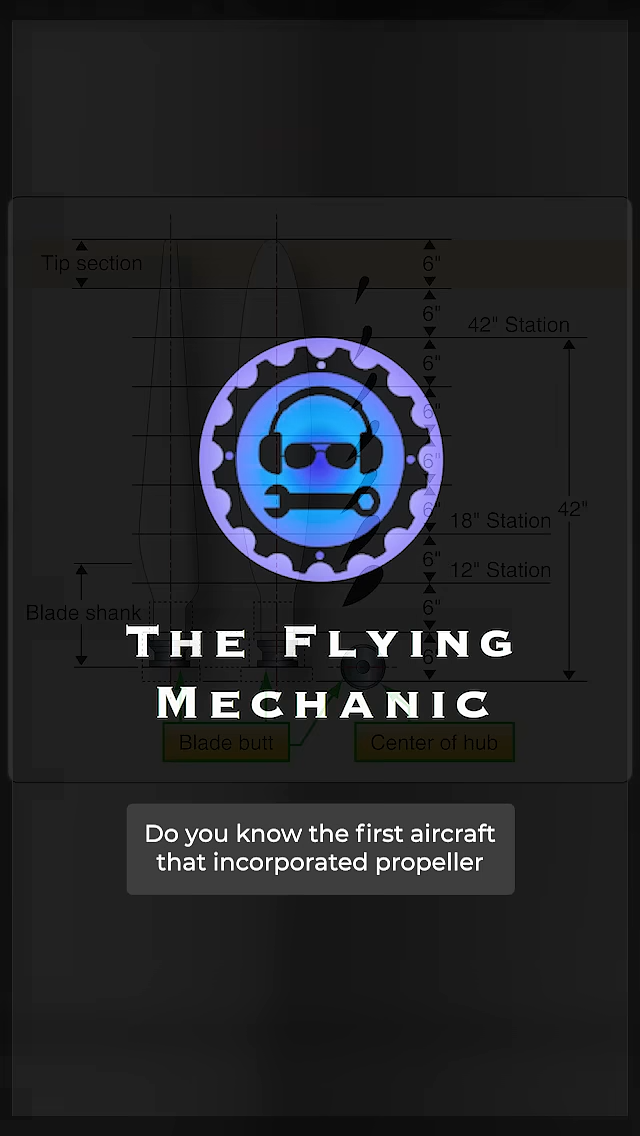 Tip section
6"
6"
42" Station
6"
6"
6"
6"
18" Station
42"
6"
12" Station
Blade shank
6"
6"
THE FLYING
MECHANIC
Blade butt
Center of hub
Do you know the first aircraft
that incorporated propeller